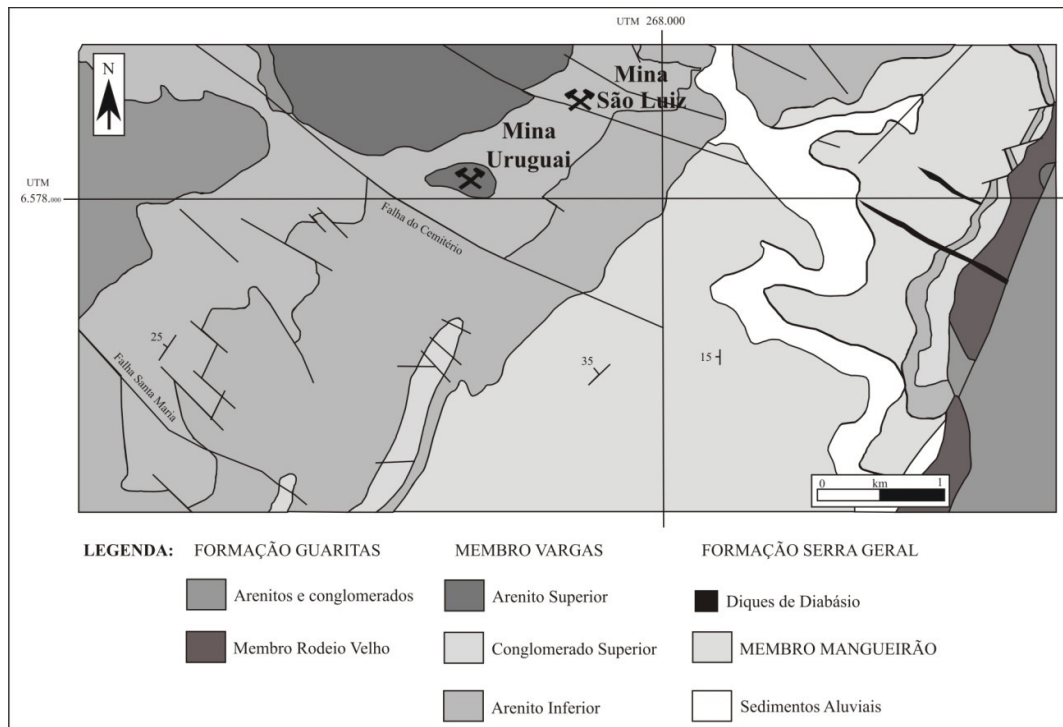 UTM 268.000
N
Mina
São Luiz
Mina
Uruguai
UTM
6.578.000
Falha do Cemitério
25
Falha Santa Maria
35
15
0 km 1
LEGENDA: FORMAÇÃO GUARITAS MEMBRO VARGAS FORMAÇÃO SERRA GERAL
Arenitos e conglomerados Arenito Superior Diques de Diabásio
Membro Rodeio Velho Conglomerado Superior MEMBRO MANGUEIRÃO
Arenito Inferior Sedimentos Aluviais